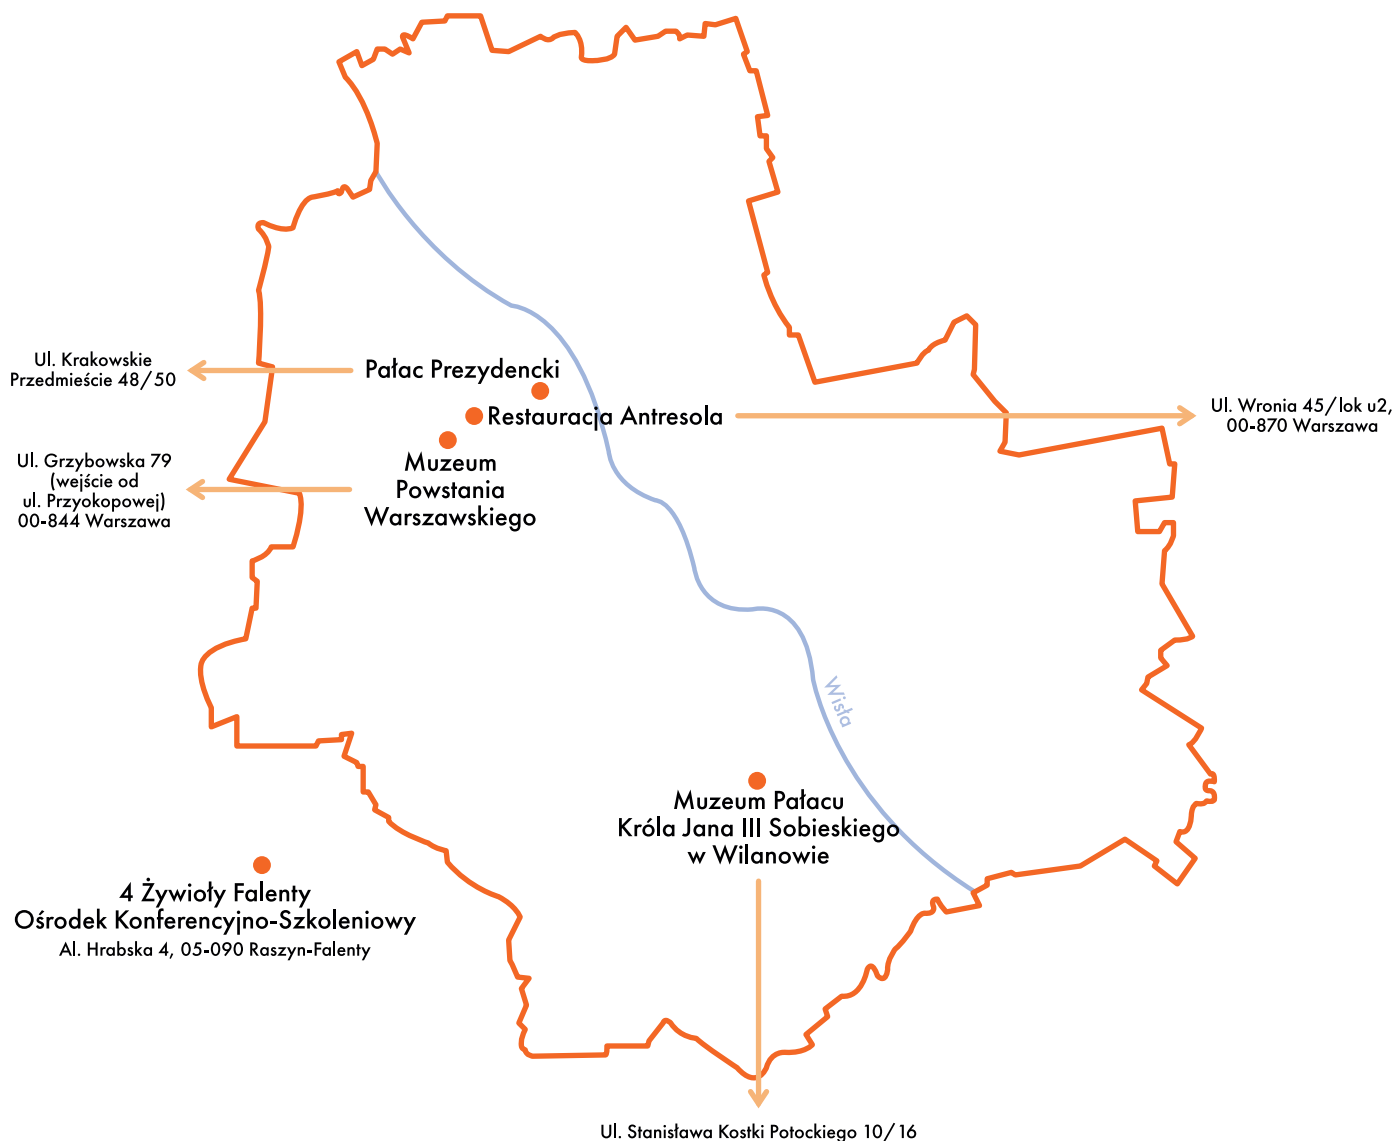 Ul. Krakowskie
Przedmieście 48/50
Pałac Prezydencki
Restauracja Antresola
Ul. Wronia 45/lok u2,
00-870 Warszawa
Muzeum
Powstania
Warszawskiego
Ul. Grzybowska 79
(wejście od
ul. Przyokopowej)
00-844 Warszawa
Wisła
Muzeum Pałacu
Króla Jana III Sobieskiego
w Wilanowie
4 Żywioły Falenty
Ośrodek Konferencyjno-Szkoleniowy
Al. Hrabska 4, 05-090 Raszyn-Falenty
Ul. Stanisława Kostki Potockiego 10/16